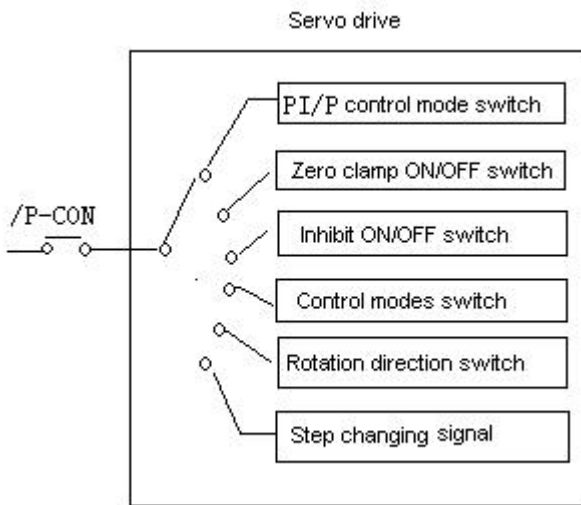 Servo drive
PI/P control mode switch
Zero clamp ON/OFF switch
/P-CON
Inhibit ON/OFF switch
Control modes switch
Rotation direction switch
Step changing signal